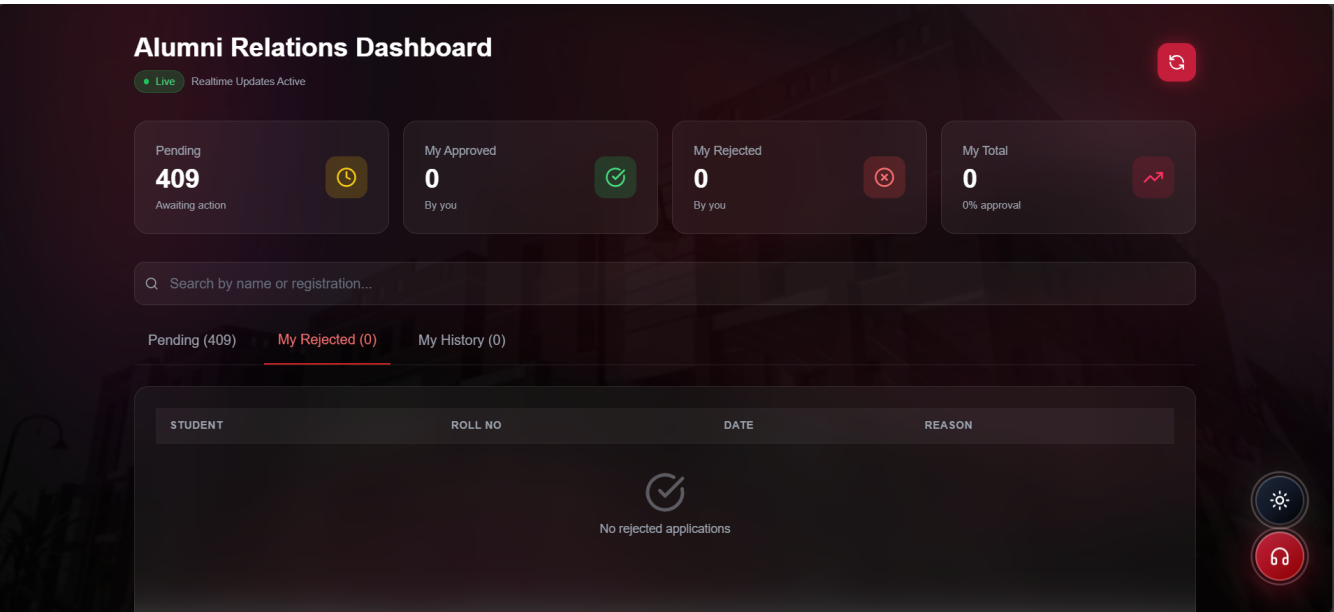 Alumni Relations Dashboard
Live Realtime Updates Active
Pending
409
Awaiting action
My Approved
0
By you
My Rejected
0
By you
My Total
0
0% approval
Search by name or registration...
Pending (409) My Rejected (0) My History (0)
STUDENT ROLL NO DATE REASON
No rejected applications